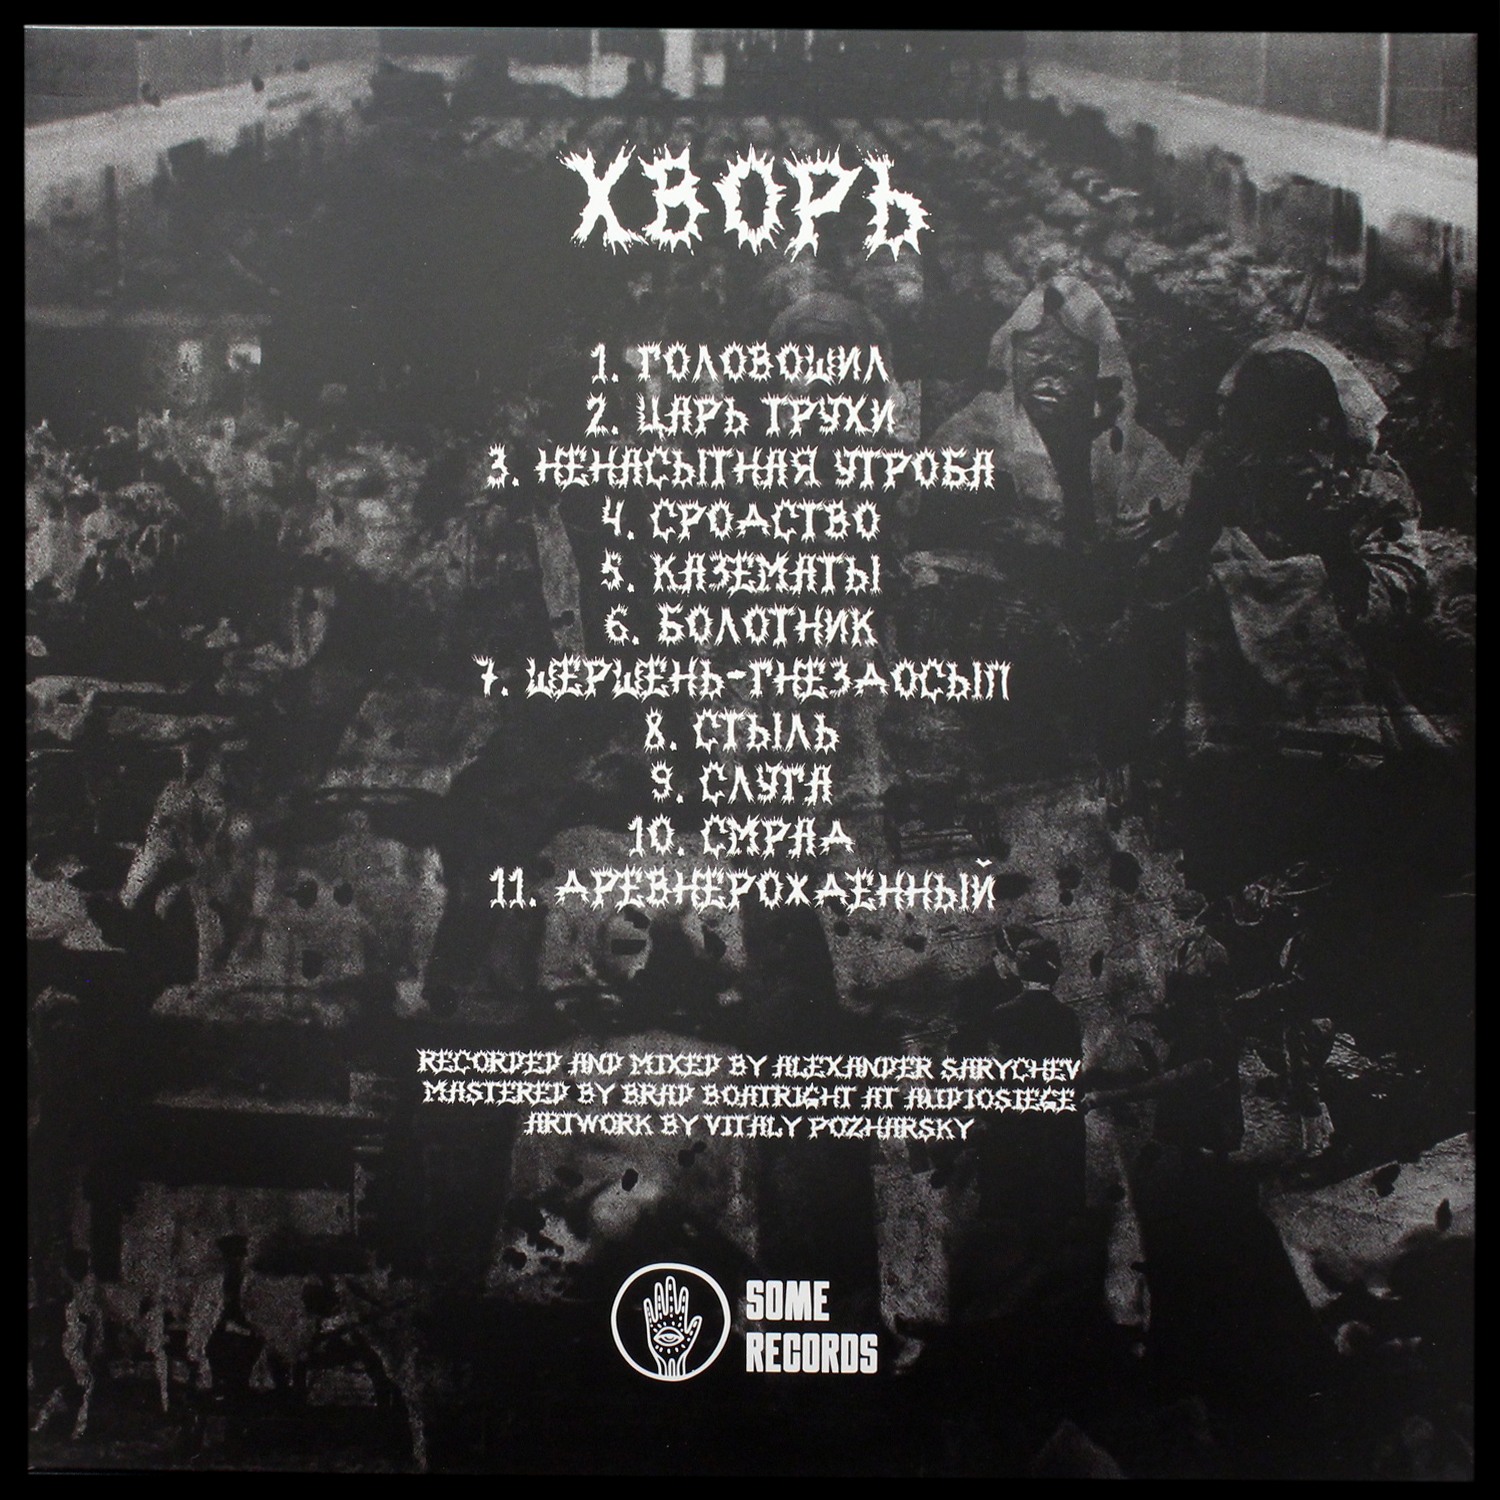 ХВОРЬ
1. ГОЛОВОШИЛ
2. ЦАРЬ ТРУХИ
3. НЕНАСЫТНАЯ УТРОБА
4. СРОДСТВО
5. КАЗЕМАТЫ
6. БОЛОТНИК
7. ШЕРШЕНЬ-ГНЕЗДОСЫП
8. СТЫЛЬ
9. СЛУГА
10. СМРАД
11. ДРЕВНЕРОЖДЕННЫЙ
RECORDED AND MIXED BY ALEXANDER SARYCHEV
MASTERED BY BRAD BOATRIGHT AT AUDIOSIEGE
ARTWORK BY VITALY POZHARSKY
SOME
RECORDS